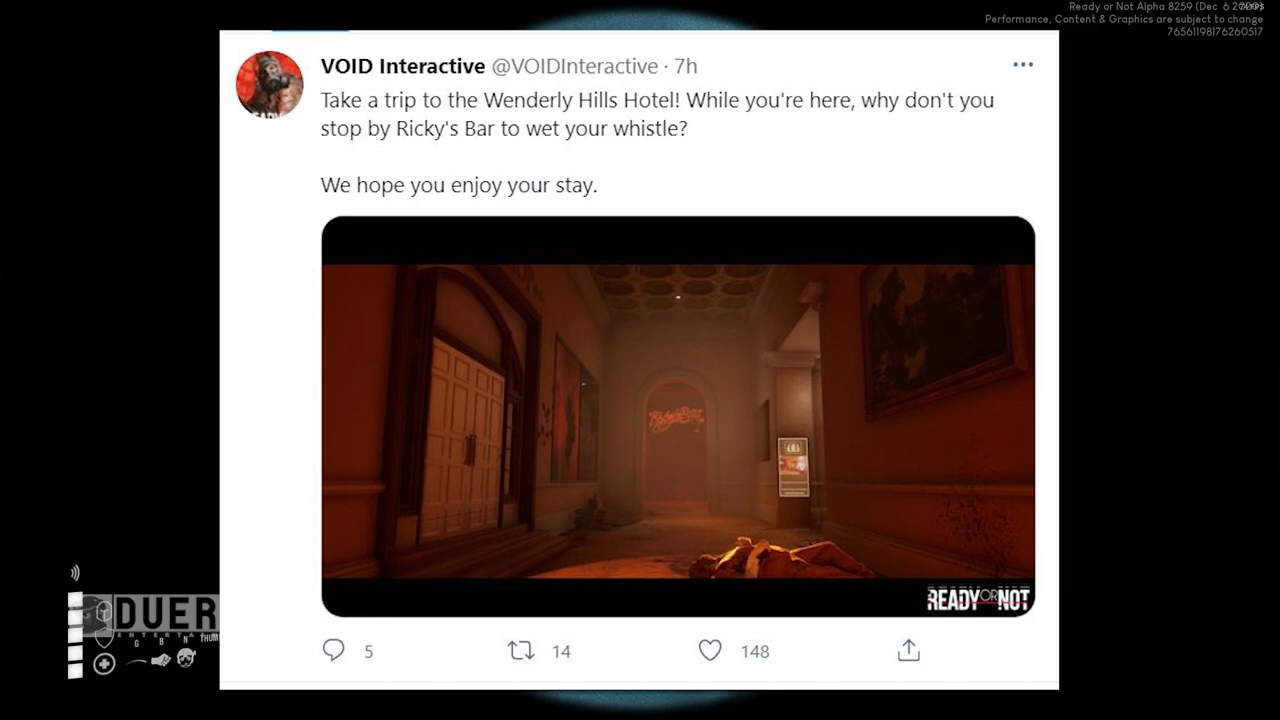 Ready or Not Alpha 8259 (Dec 6
Performance, Content & Graphics are subject to change
76561198176260517
VOID Interactive @VOIDInteractive · 7h
Take a trip to the Wenderly Hills Hotel! While you're here, why don't you
stop by Ricky's Bar to wet your whistle?
We hope you enjoy your stay.
Ricky's Bar
READY OR NOT
DUER
5 14 148